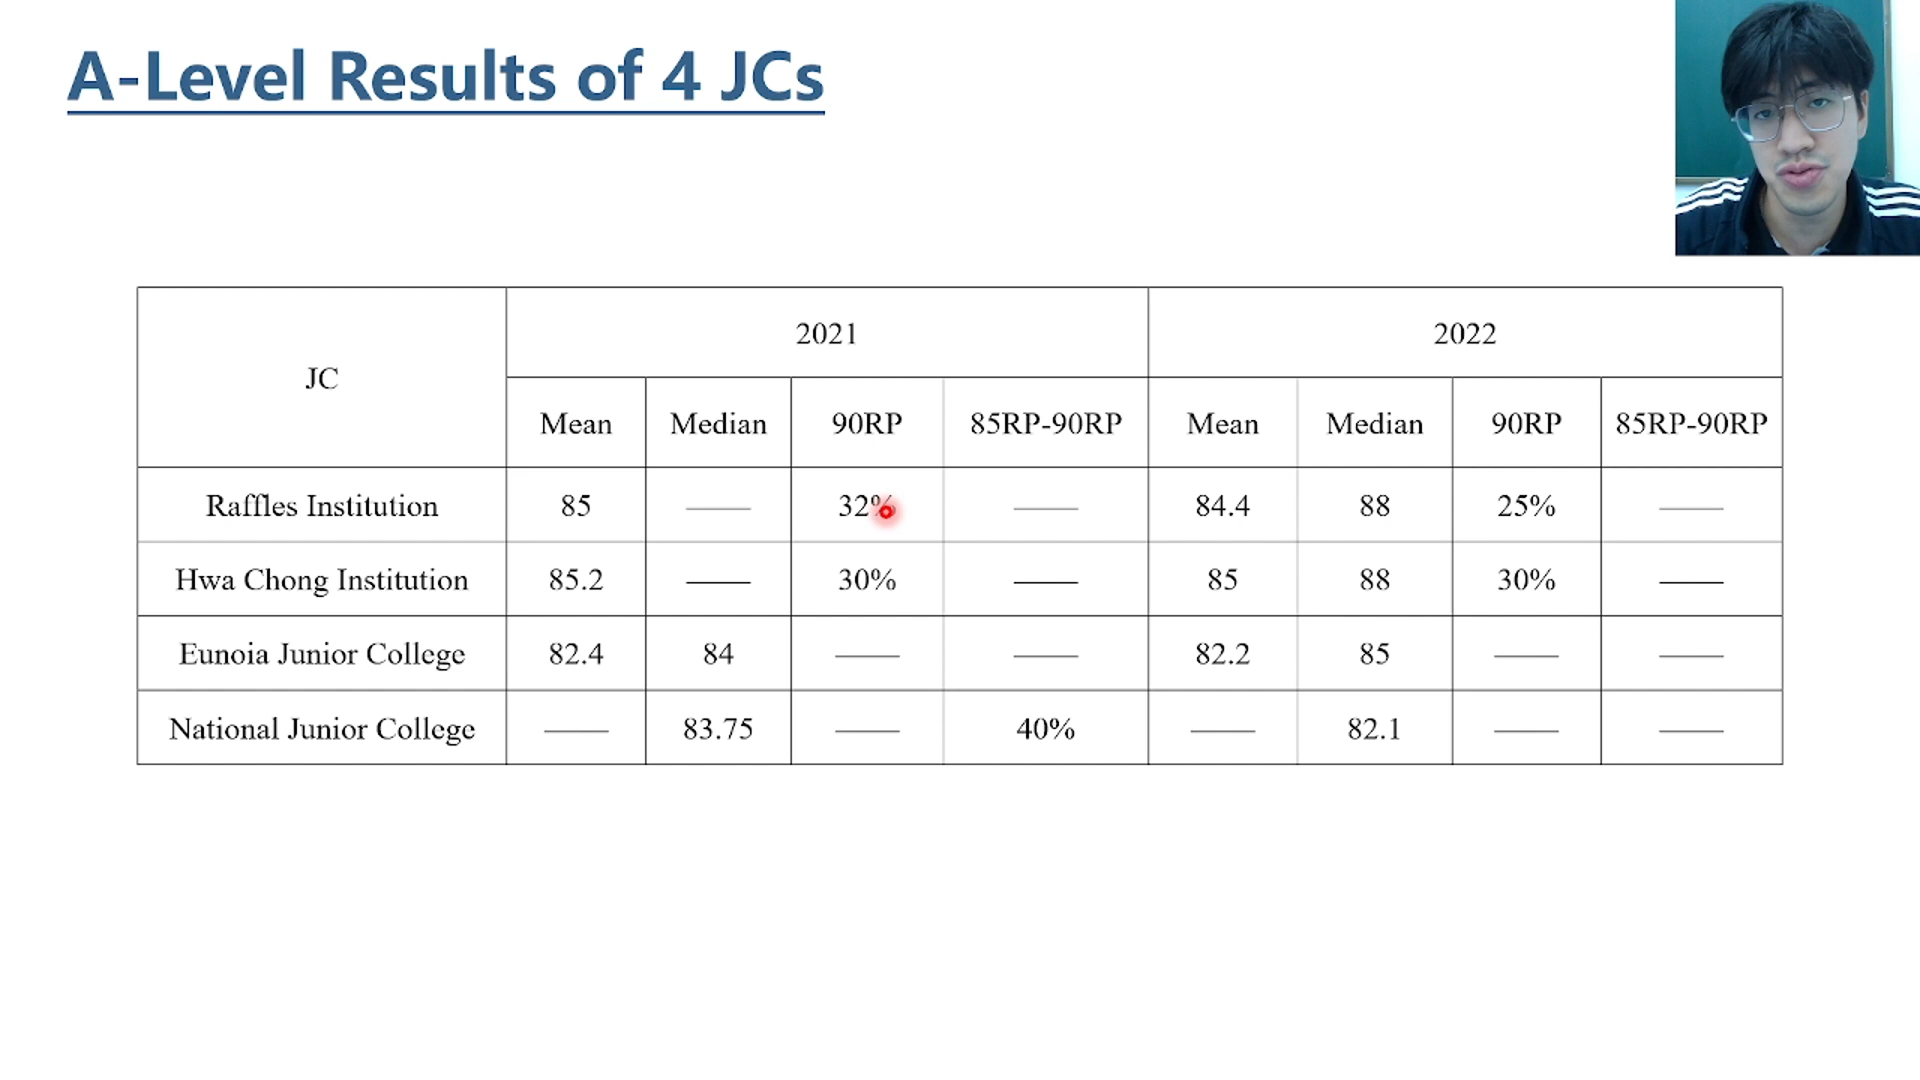 A-Level Results of 4 JCs
JC 2021 2022
Mean Median 90RP 85RP-90RP Mean Median 90RP 85RP-90RP
Raffles Institution 85 —— 32% —— 84.4 88 25% ——
Hwa Chong Institution 85.2 —— 30% —— 85 88 30% ——
Eunoia Junior College 82.4 84 —— —— 82.2 85 —— ——
National Junior College —— 83.75 —— 40% —— 82.1 —— ——